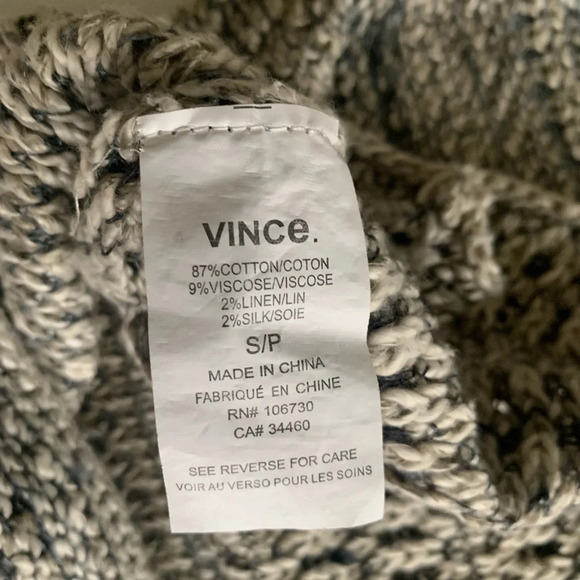 VINCe.
87%COTTON/COTON
9%VISCOSE/VISCOSE
2%LINEN/LIN
2%SILK/SOIE
S/P
MADE IN CHINA
FABRIQUÉ EN CHINE
RN# 106730
CA# 34460
SEE REVERSE FOR CARE
VOIR AU VERSO POUR LES SOINS